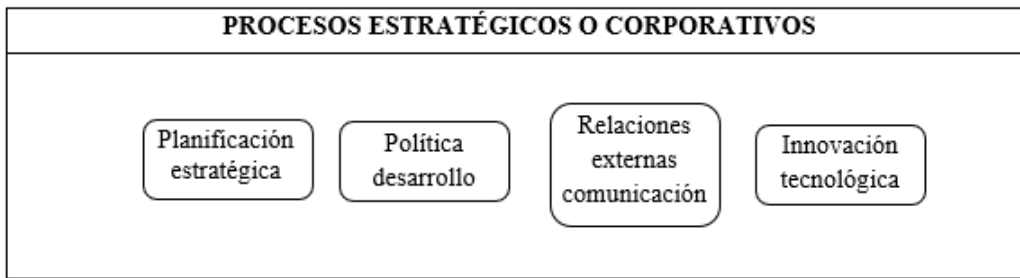 PROCESOS ESTRATÉGICOS O CORPORATIVOS
Planificación
estratégica
Política
desarrollo
Relaciones
externas
comunicación
Innovación
tecnológica